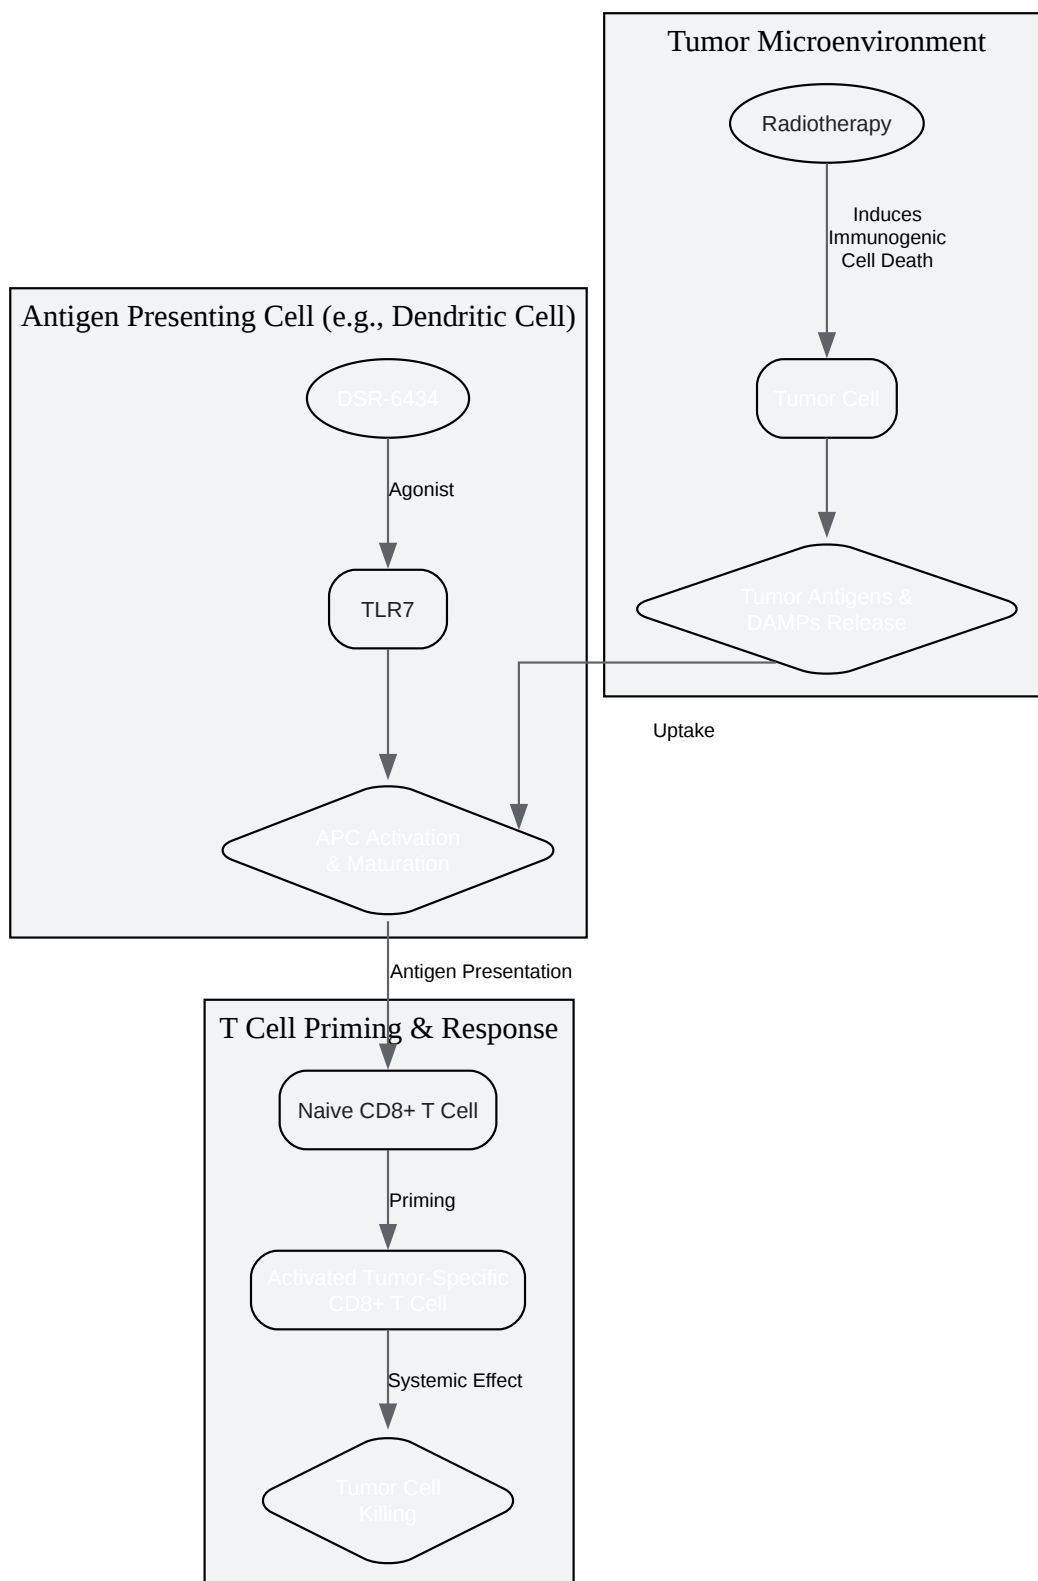 Tumor Microenvironment
Radiotherapy
Induces
Immunogenic
Cell Death
Antigen Presenting Cell (e.g., Dendritic Cell)
DSR-6434
Tumor Cell
Agonist
TLR7
Tumor Antigens &
DAMPs Release
Uptake
APC Activation
& Maturation
Antigen Presentation
T Cell Priming & Response
Naive CD8+ T Cell
Priming
Activated Tumor-Specific
CD8+ T Cell
Systemic Effect
Tumor Cell
Killing